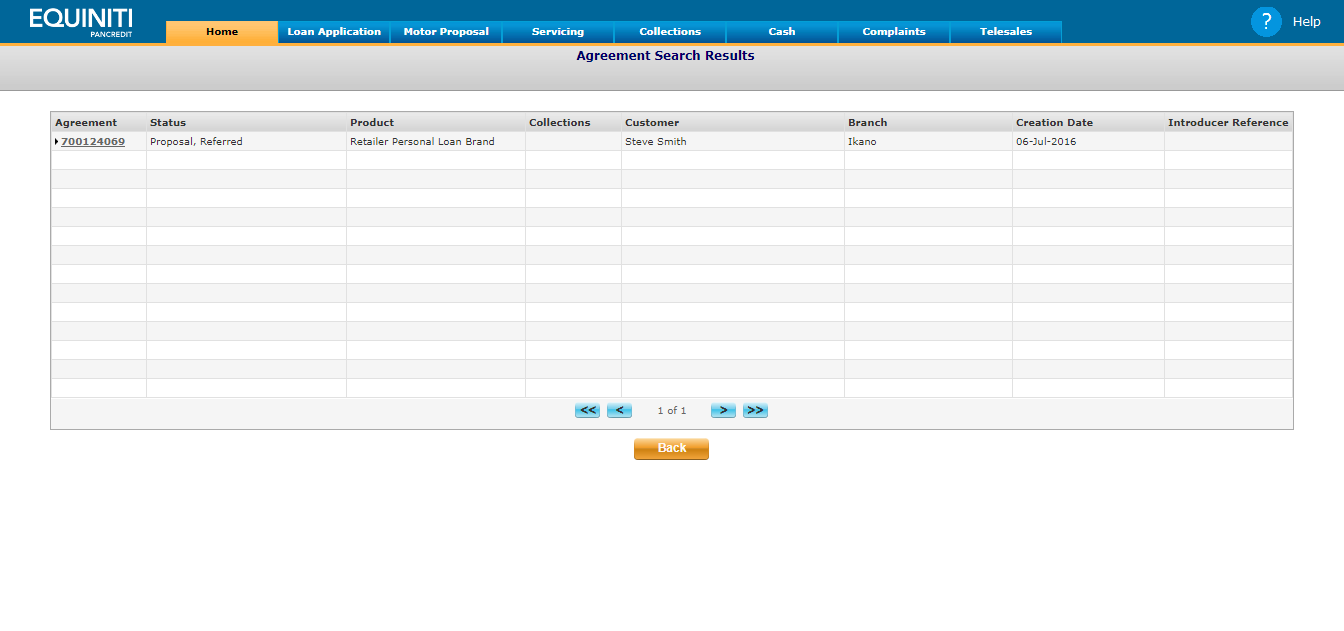 EQUINITI
PANCREDIT
Home Loan Application Motor Proposal Servicing Collections Cash Complaints Telesales ? Help
Agreement Search Results
Agreement Status Product Collections Customer Branch Creation Date Introducer Reference
700124069 Proposal, Referred Retailer Personal Loan Brand Steve Smith Ikano 06-Jul-2016
<< < 1 of 1 > >>
Back